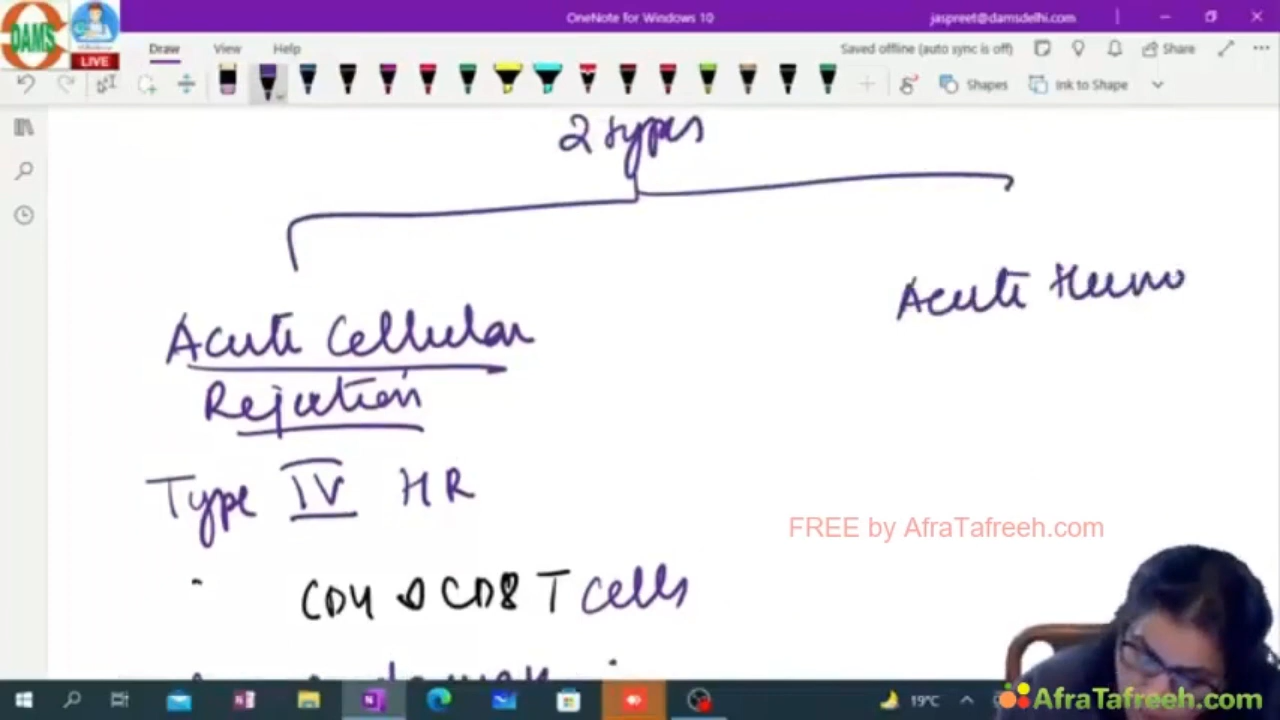 OneNote for Windows 10
jaspreet@damsdelhi.com
DAMS
LIVE
Draw
View
Help
Saved offline (auto sync is off)
Share
Shapes
Ink to Shape
2 types
Acute Cellular
Rejection
Acute Humo
Type IV HR
CD4 & CD8 T cells
FREE by AfraTafreeh.com
19°C
AfraTafreeh.com